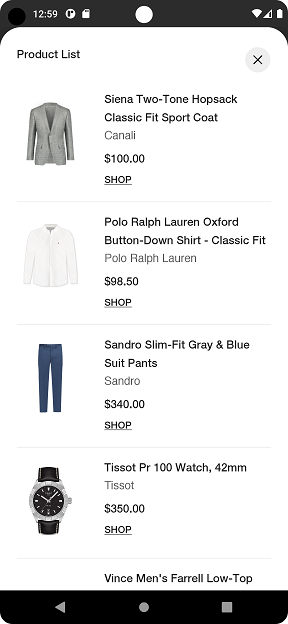 12:59
Product List
Siena Two-Tone Hopsack
Classic Fit Sport Coat
Canali
$100.00
SHOP
Polo Ralph Lauren Oxford
Button-Down Shirt - Classic Fit
Polo Ralph Lauren
$98.50
SHOP
Sandro Slim-Fit Gray & Blue
Suit Pants
Sandro
$340.00
SHOP
Tissot Pr 100 Watch, 42mm
Tissot
$350.00
SHOP
Vince Men's Farrell Low-Top